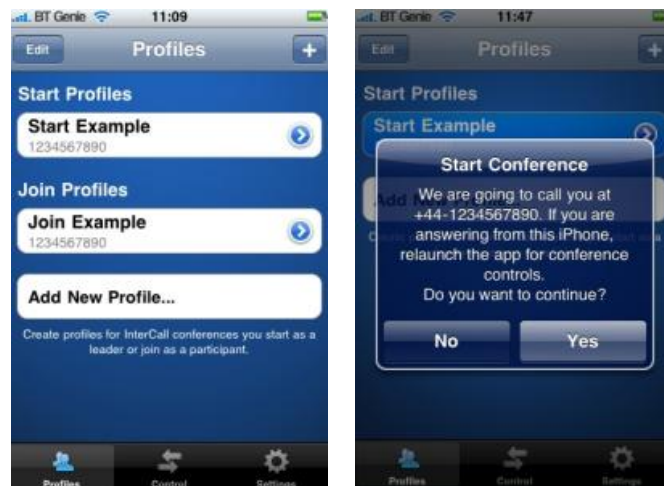 BT Genie 11:09
Edit Profiles +
Start Profiles
Start Example
1234567890
Join Profiles
Join Example
1234567890
Add New Profile...
Create profiles for InterCall conferences you start as a
leader or join as a participant.
Profiles Control Settings
BT Genie 11:47
Edit Profiles +
Start Profiles
Start Example
Start Conference
We are going to call you at
+44-1234567890. If you are
answering from this iPhone,
relaunch the app for conference
controls.
Do you want to continue?
No Yes
Profiles Control Settings